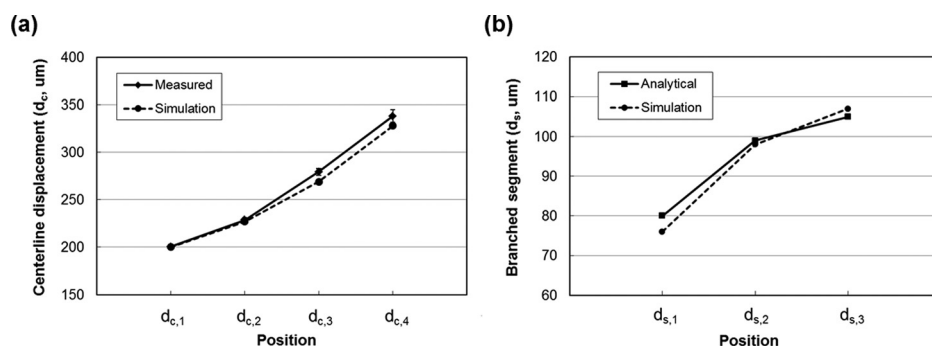 (a)
Centerline displacement (dc, um)
400
350
300
250
200
150
Measured
Simulation
dc,1 dc,2 dc,3 dc,4
Position
(b)
Branched segment (ds, um)
120
110
100
90
80
70
60
Analytical
Simulation
ds,1 ds,2 ds,3
Position